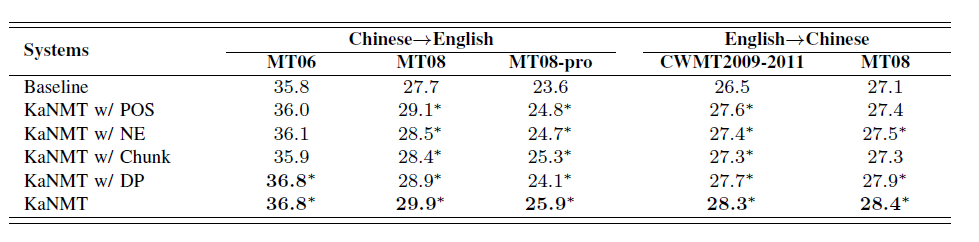 Systems Chinese→English English→Chinese
MT06 MT08 MT08-pro CWMT2009-2011 MT08
Baseline 35.8 27.7 23.6 26.5 27.1
KaNMT w/ POS 36.0 29.1* 24.8* 27.6* 27.4
KaNMT w/ NE 36.1 28.5* 24.7* 27.4* 27.5*
KaNMT w/ Chunk 35.9 28.4* 25.3* 27.3* 27.3
KaNMT w/ DP 36.8* 28.9* 24.1* 27.7* 27.9*
KaNMT 36.8* 29.9* 25.9* 28.3* 28.4*